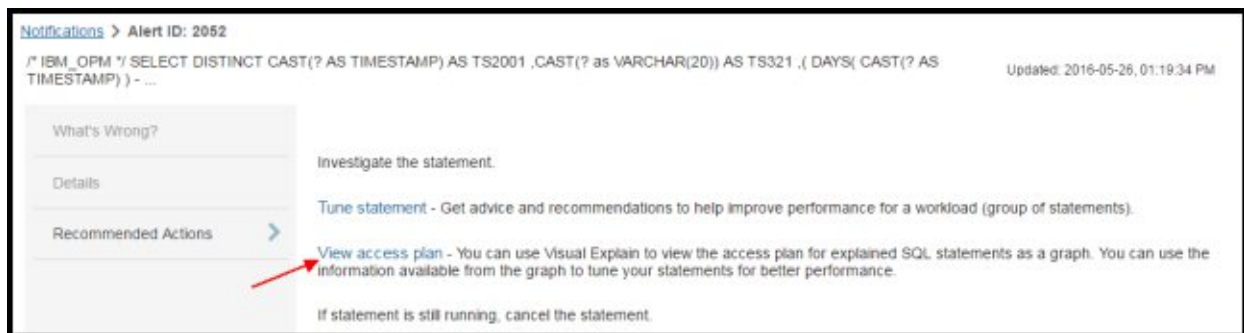 Notifications > Alert ID: 2052
/* IBM_OPM */ SELECT DISTINCT CAST(? AS TIMESTAMP) AS TS2001 ,CAST(? as VARCHAR(20)) AS TS321 ,( DAYS( CAST(? AS
TIMESTAMP) ) - ...
Updated: 2016-05-26, 01:19:34 PM
What's Wrong?
Details
Recommended Actions
Investigate the statement.
Tune statement - Get advice and recommendations to help improve performance for a workload (group of statements).
View access plan - You can use Visual Explain to view the access plan for explained SQL statements as a graph. You can use the
information available from the graph to tune your statements for better performance.
If statement is still running, cancel the statement.